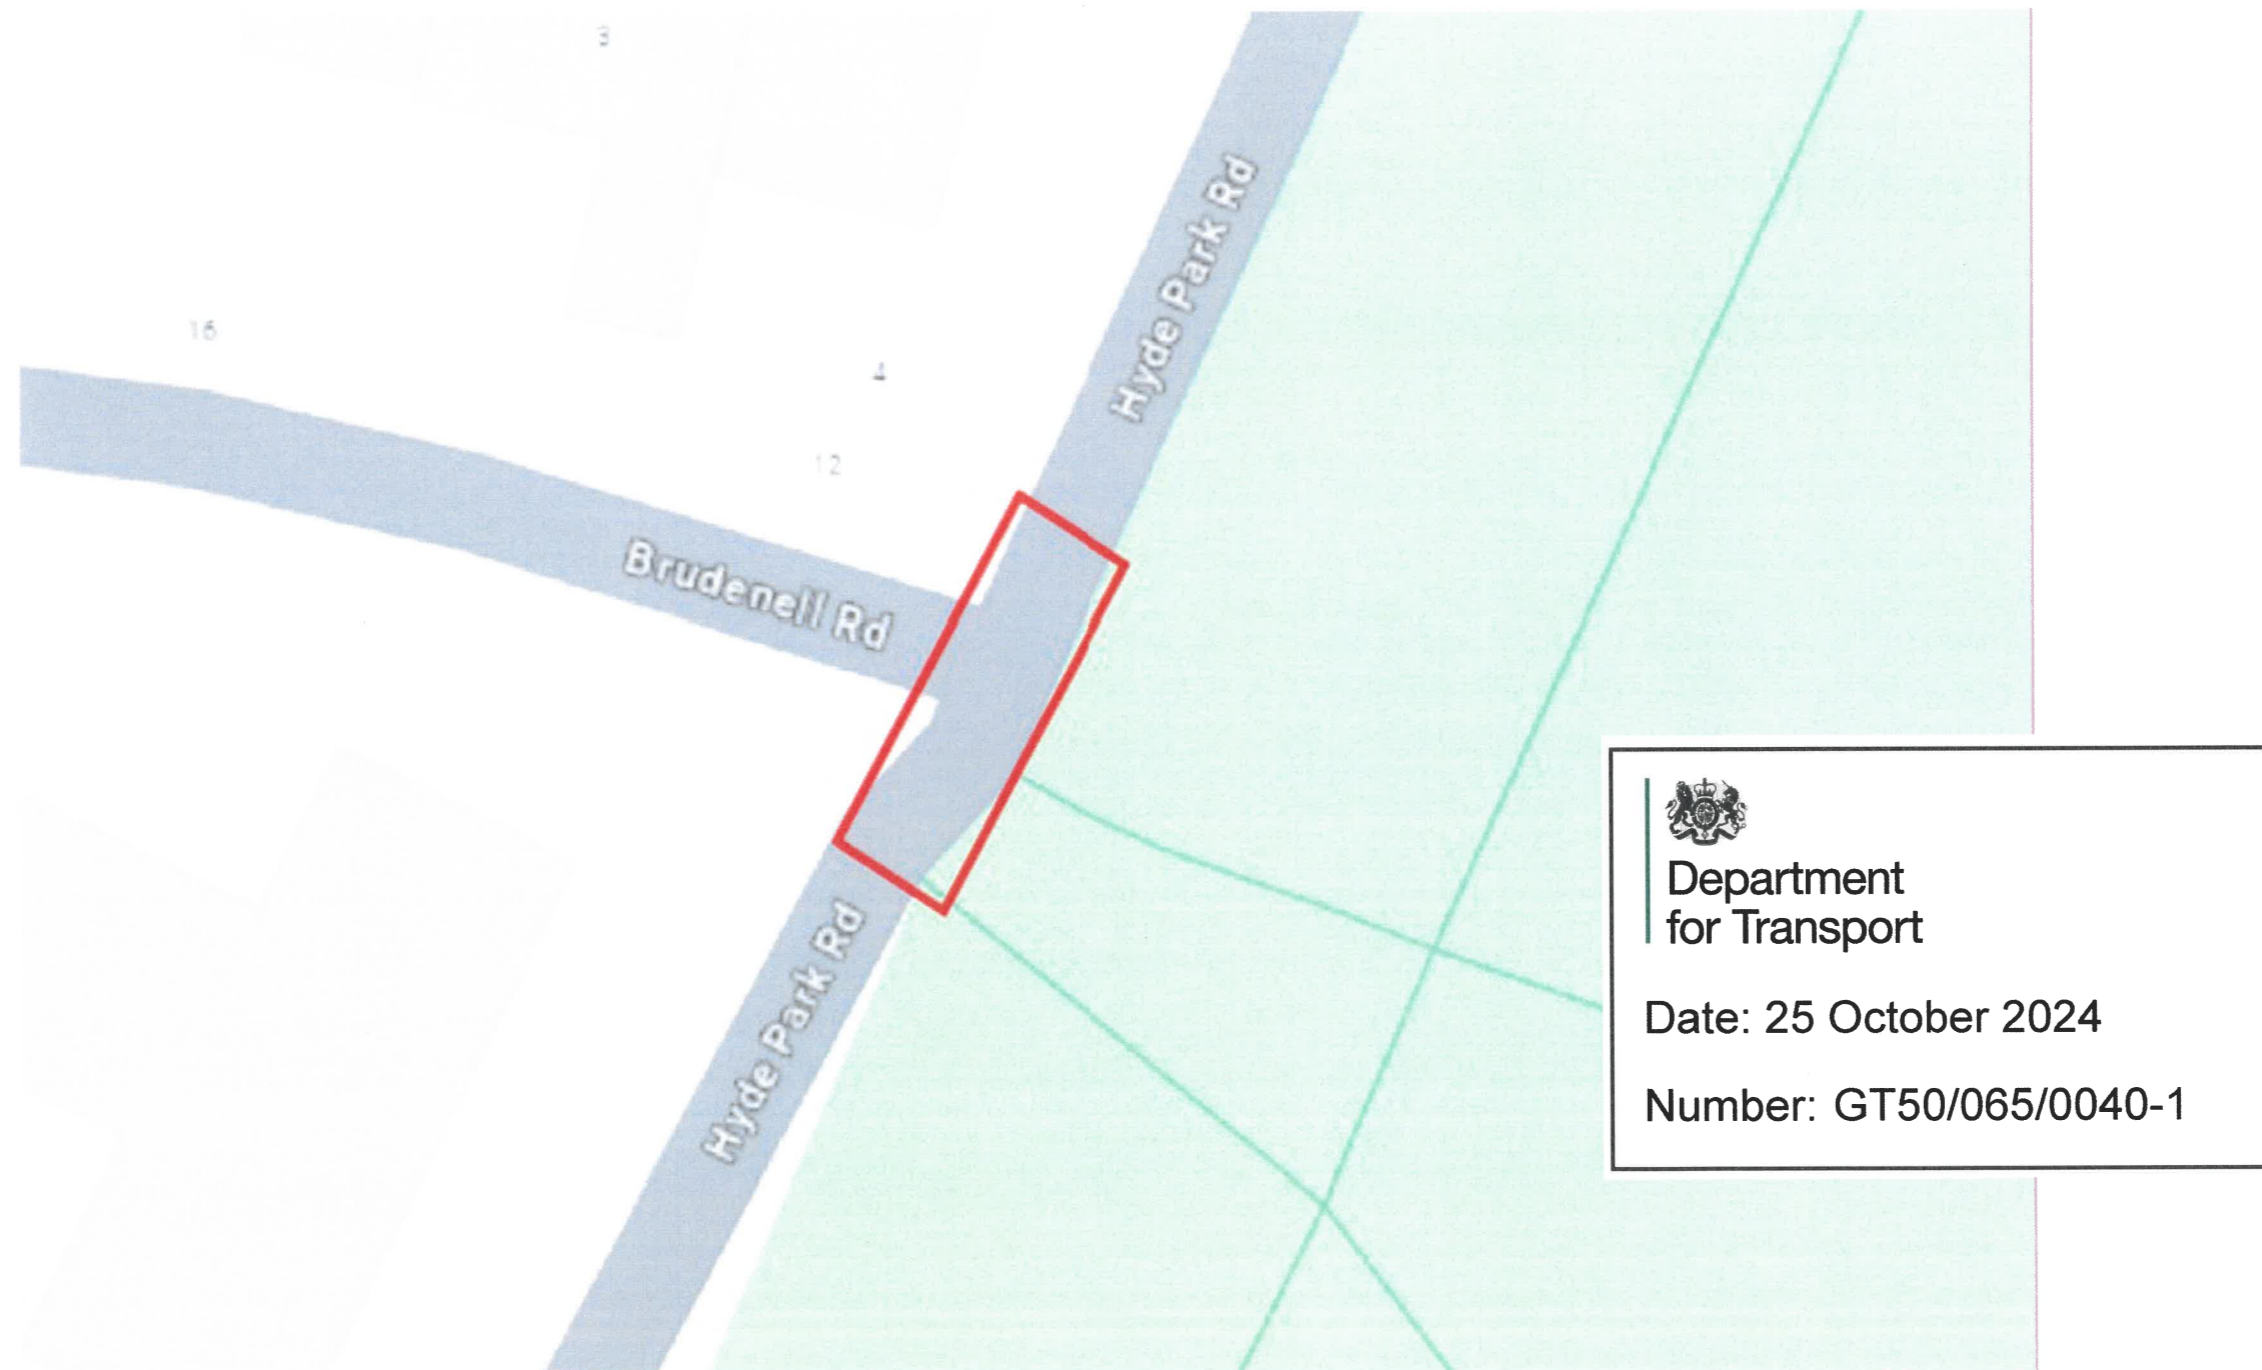 3
Hyde Park Rd
16
4
12
Brudenell Rd
Hyde Park Rd
Department
for Transport
Date: 25 October 2024
Number: GT50/065/0040-1